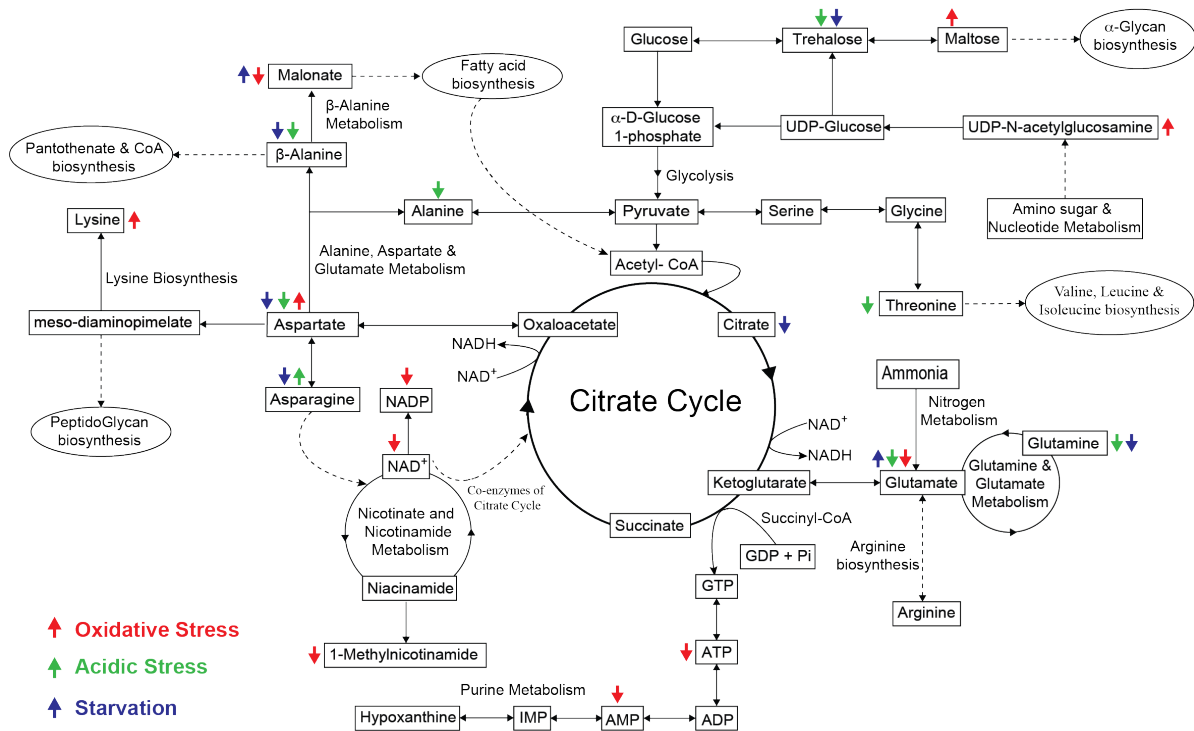 Glucose
Trehalose
Maltose
α-Glycan
biosynthesis
Malonate
Fatty acid
biosynthesis
β-Alanine
Metabolism
α-D-Glucose
1-phosphate
UDP-Glucose
UDP-N-acetylglucosamine
Pantothenate & CoA
biosynthesis
β-Alanine
Glycolysis
Lysine
Alanine
Pyruvate
Serine
Glycine
Amino sugar &
Nucleotide Metabolism
Alanine, Aspartate &
Glutamate Metabolism
Lysine Biosynthesis
Acetyl- CoA
meso-diaminopimelate
Aspartate
Oxaloacetate
Citrate
Threonine
Valine, Leucine &
Isoleucine biosynthesis
NADH
NAD+
Asparagine
NADP
Citrate Cycle
Ammonia
Nitrogen
Metabolism
PeptidoGlycan
biosynthesis
NAD+
NADH
Glutamine
NAD+
Co-enzymes of
Citrate Cycle
Ketoglutarate
Glutamate
Glutamine &
Glutamate
Metabolism
Nicotinate and
Nicotinamide
Metabolism
Succinate
Succinyl-CoA
GDP + Pi
Arginine
biosynthesis
Niacinamide
GTP
Arginine
Oxidative Stress
1-Methylnicotinamide
ATP
Acidic Stress
Purine Metabolism
Starvation
Hypoxanthine
IMP
AMP
ADP